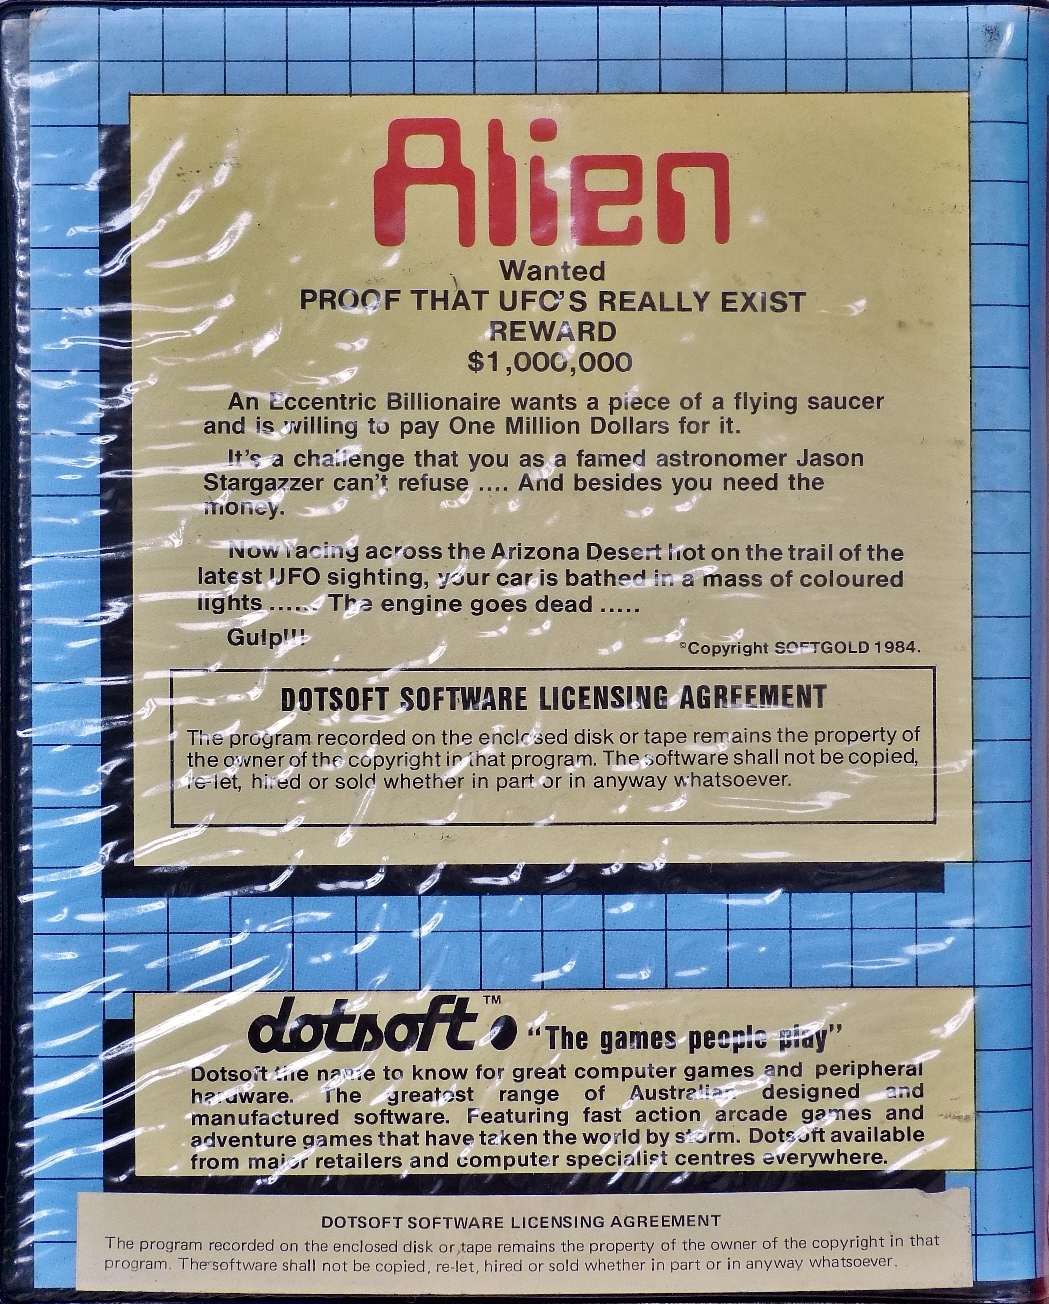 Alien
Wanted
PROOF THAT UFO'S REALLY EXIST
REWARD
$1,000,000
An Eccentric Billionaire wants a piece of a flying saucer
and is willing to pay One Million Dollars for it.
It's a challenge that you as a famed astronomer Jason
Stargazzer can't refuse .... And besides you need the
money.
Now racing across the Arizona Desert hot on the trail of the
latest UFO sighting, your car is bathed in a mass of coloured
lights ...... The engine goes dead .....
Gulp!!!
©Copyright SOFTGOLD 1984.
DOTSOFT SOFTWARE LICENSING AGREEMENT
The program recorded on the enclosed disk or tape remains the property of
the owner of the copyright in that program. The software shall not be copied,
re-let, hired or sold whether in part or in anyway whatsoever.
dotsoft TM "The games people play"
Dotsoft the name to know for great computer games and peripheral
hardware. The greatest range of Australian designed and
manufactured software. Featuring fast action arcade games and
adventure games that have taken the world by storm. Dotsoft available
from major retailers and computer specialist centres everywhere.
DOTSOFT SOFTWARE LICENSING AGREEMENT
The program recorded on the enclosed disk or tape remains the property of the owner of the copyright in that
program. The software shall not be copied, re-let, hired or sold whether in part or in anyway whatsoever.